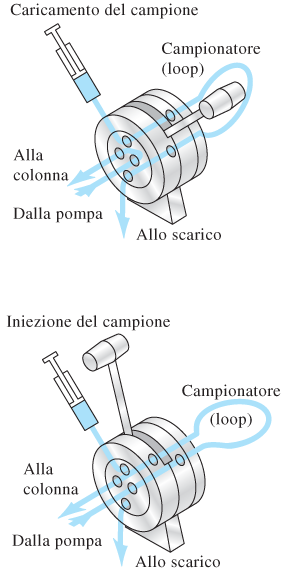 Caricamento del campione
Campionatore
(loop)
Alla
colonna
Dalla pompa
Allo scarico
Iniezione del campione
Campionatore
(loop)
Alla
colonna
Dalla pompa
Allo scarico